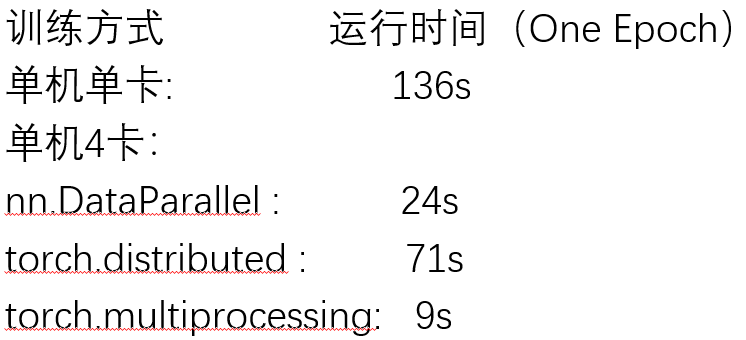 训练方式 运行时间（One Epoch）
单机单卡: 136s
单机4卡：
nn.DataParallel : 24s
torch.distributed : 71s
torch.multiprocessing: 9s